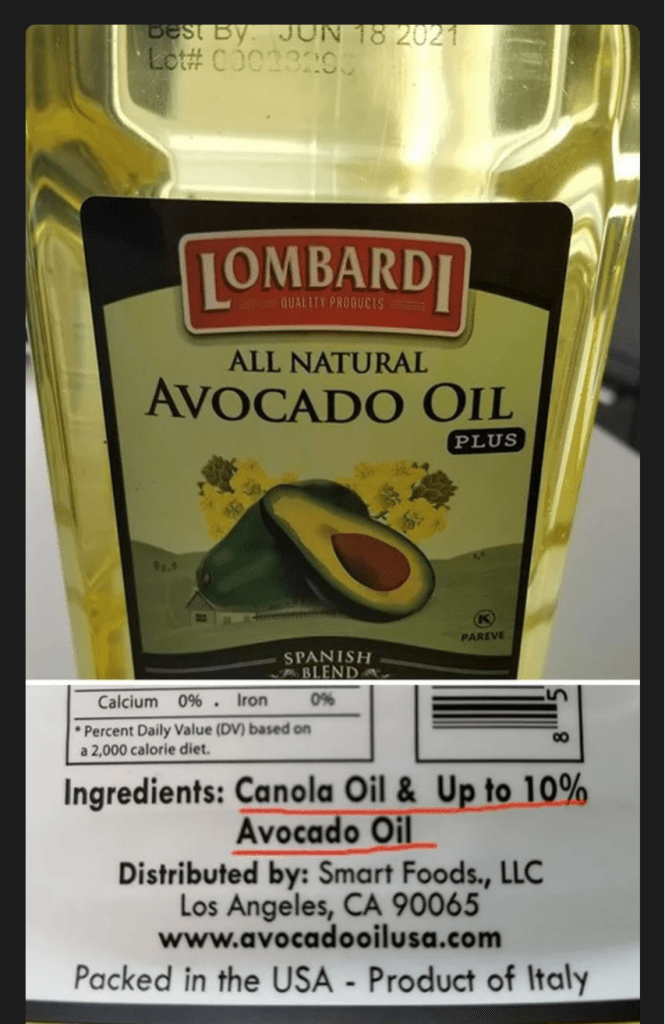 Best By: JUN 18 2021
Lot#
LOMBARDI
QUALITY PRODUCTS
ALL NATURAL
AVOCADO OIL
PLUS
K
PAREVE
SPANISH
BLEND
Calcium 0% . Iron 0%
* Percent Daily Value (DV) based on
a 2,000 calorie diet.
5
8
Ingredients: Canola Oil & Up to 10%
Avocado Oil
Distributed by: Smart Foods., LLC
Los Angeles, CA 90065
www.avocadooilusa.com
Packed in the USA - Product of Italy